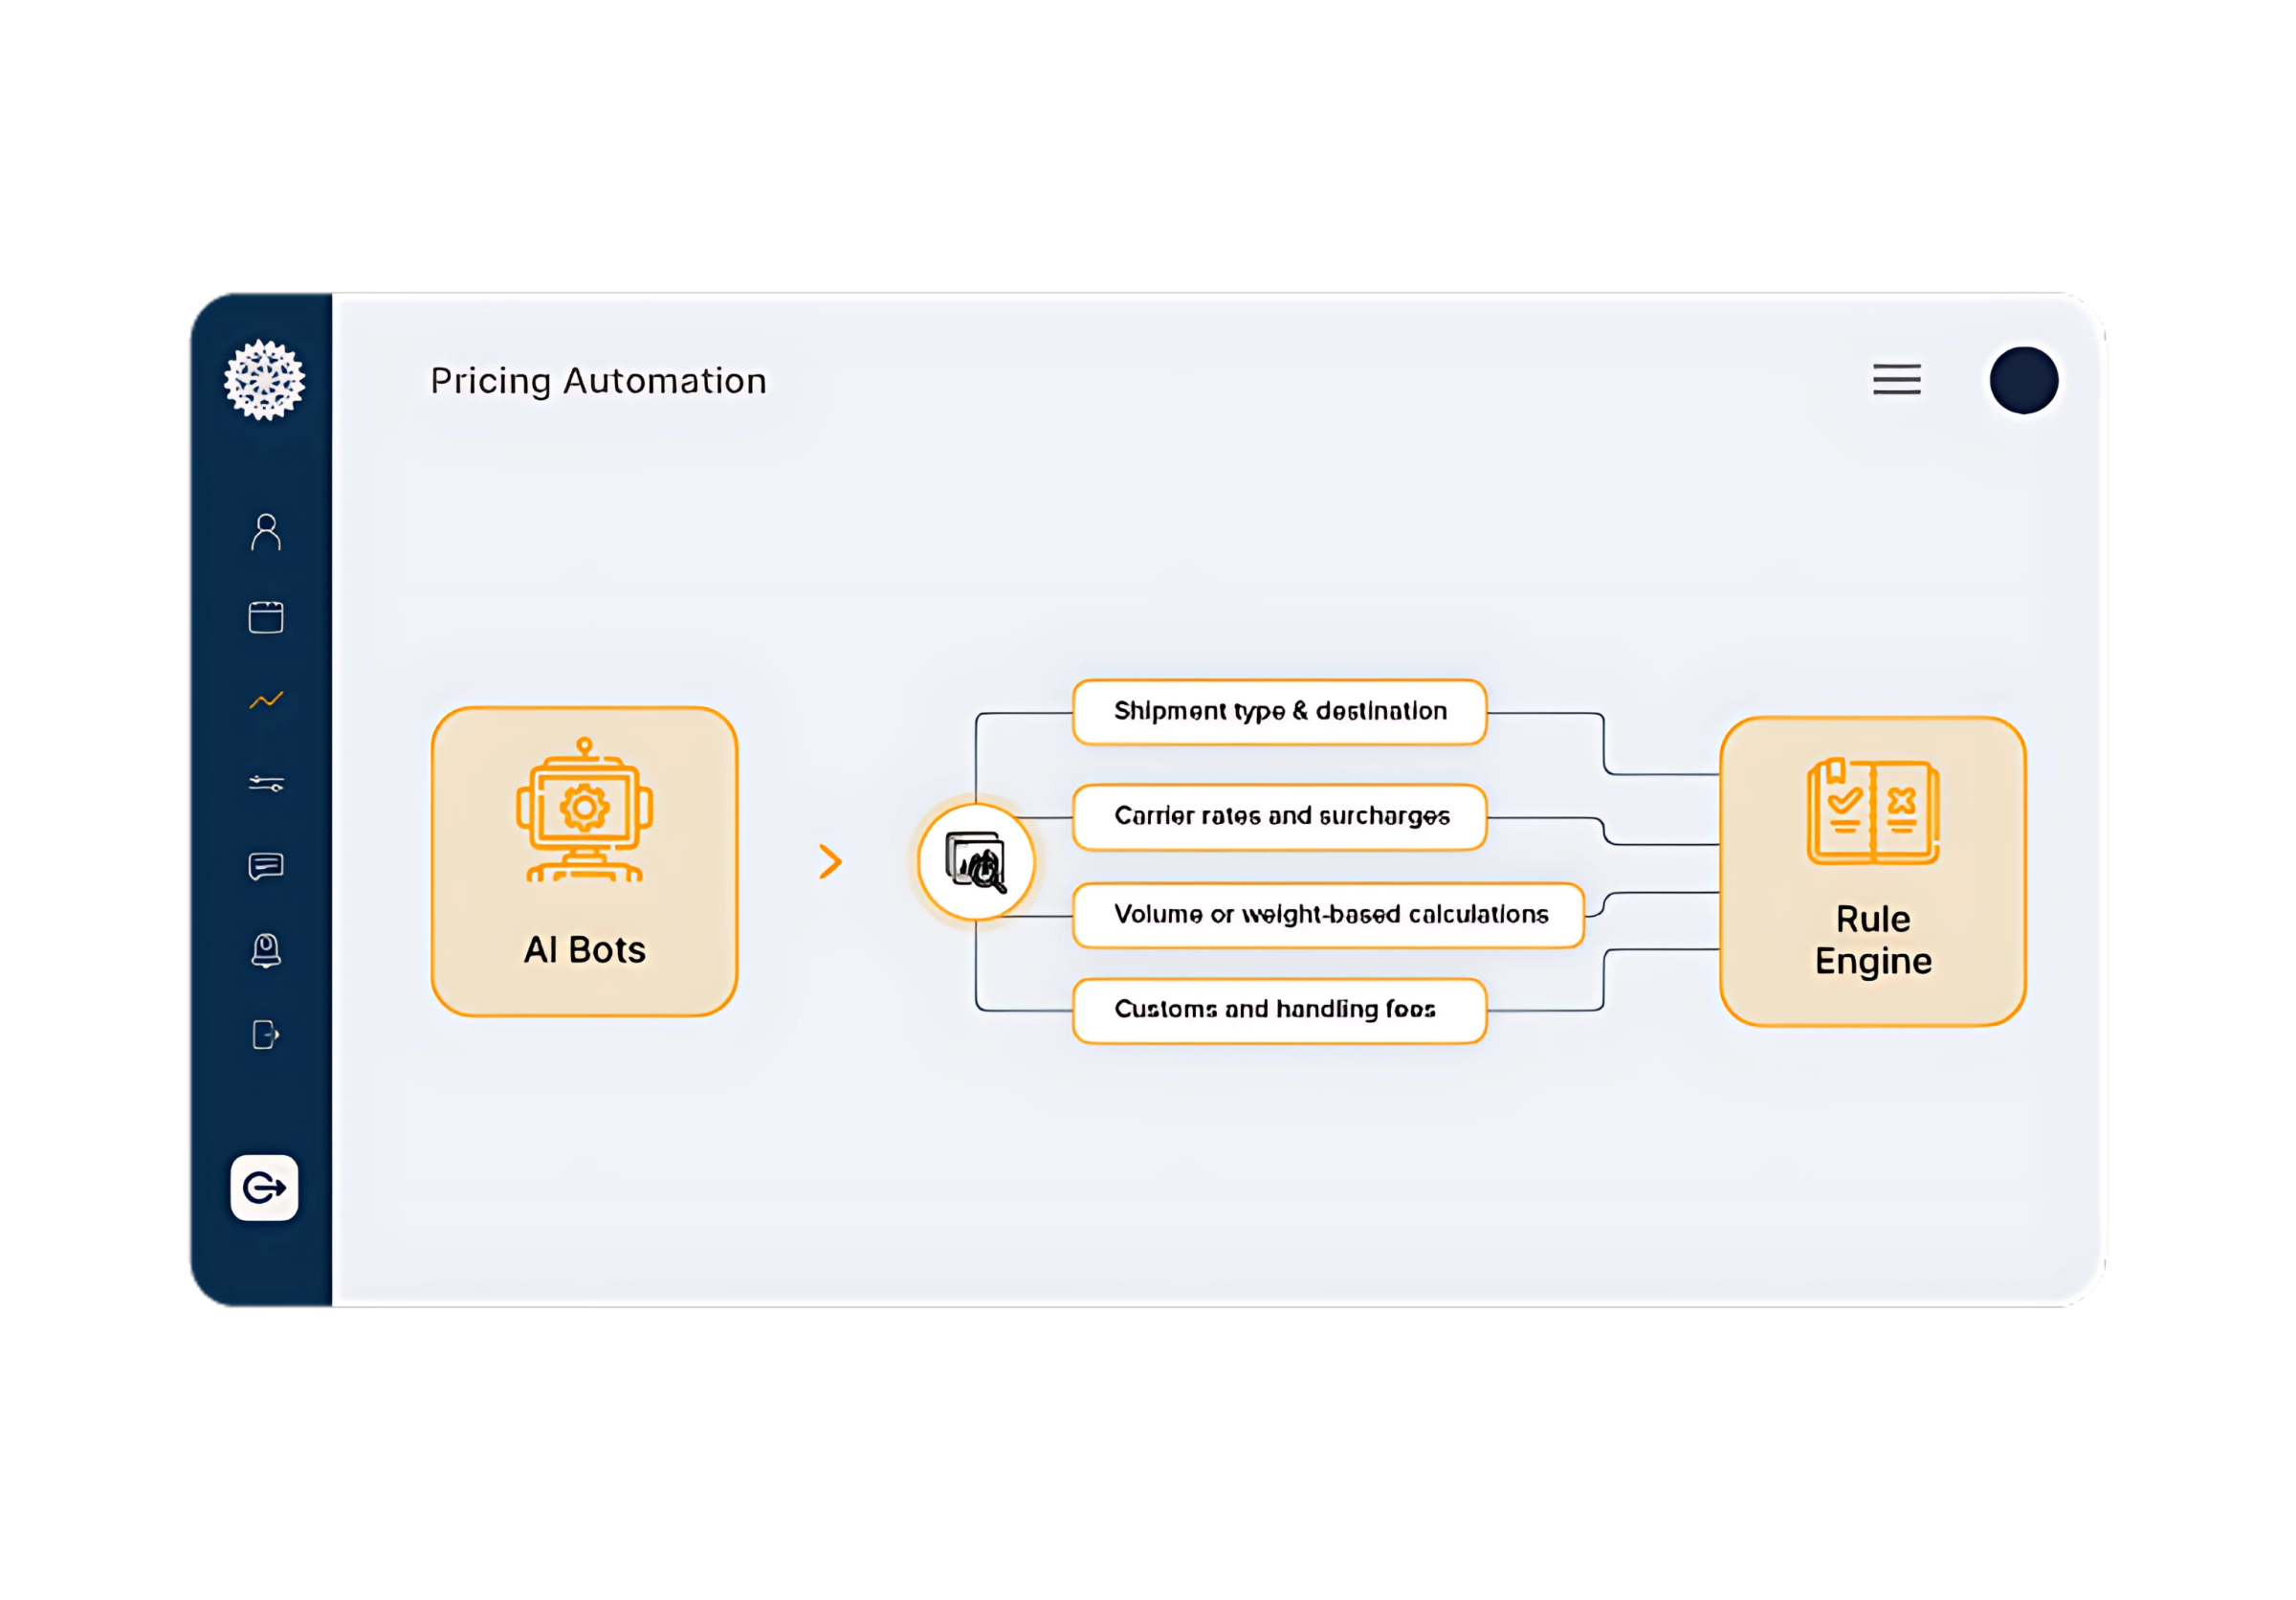 Pricing Automation
AI Bots
Shipment type & destination
Carrier rates and surcharges
Volume or weight-based calculations
Customs and handling fees
Rule
Engine